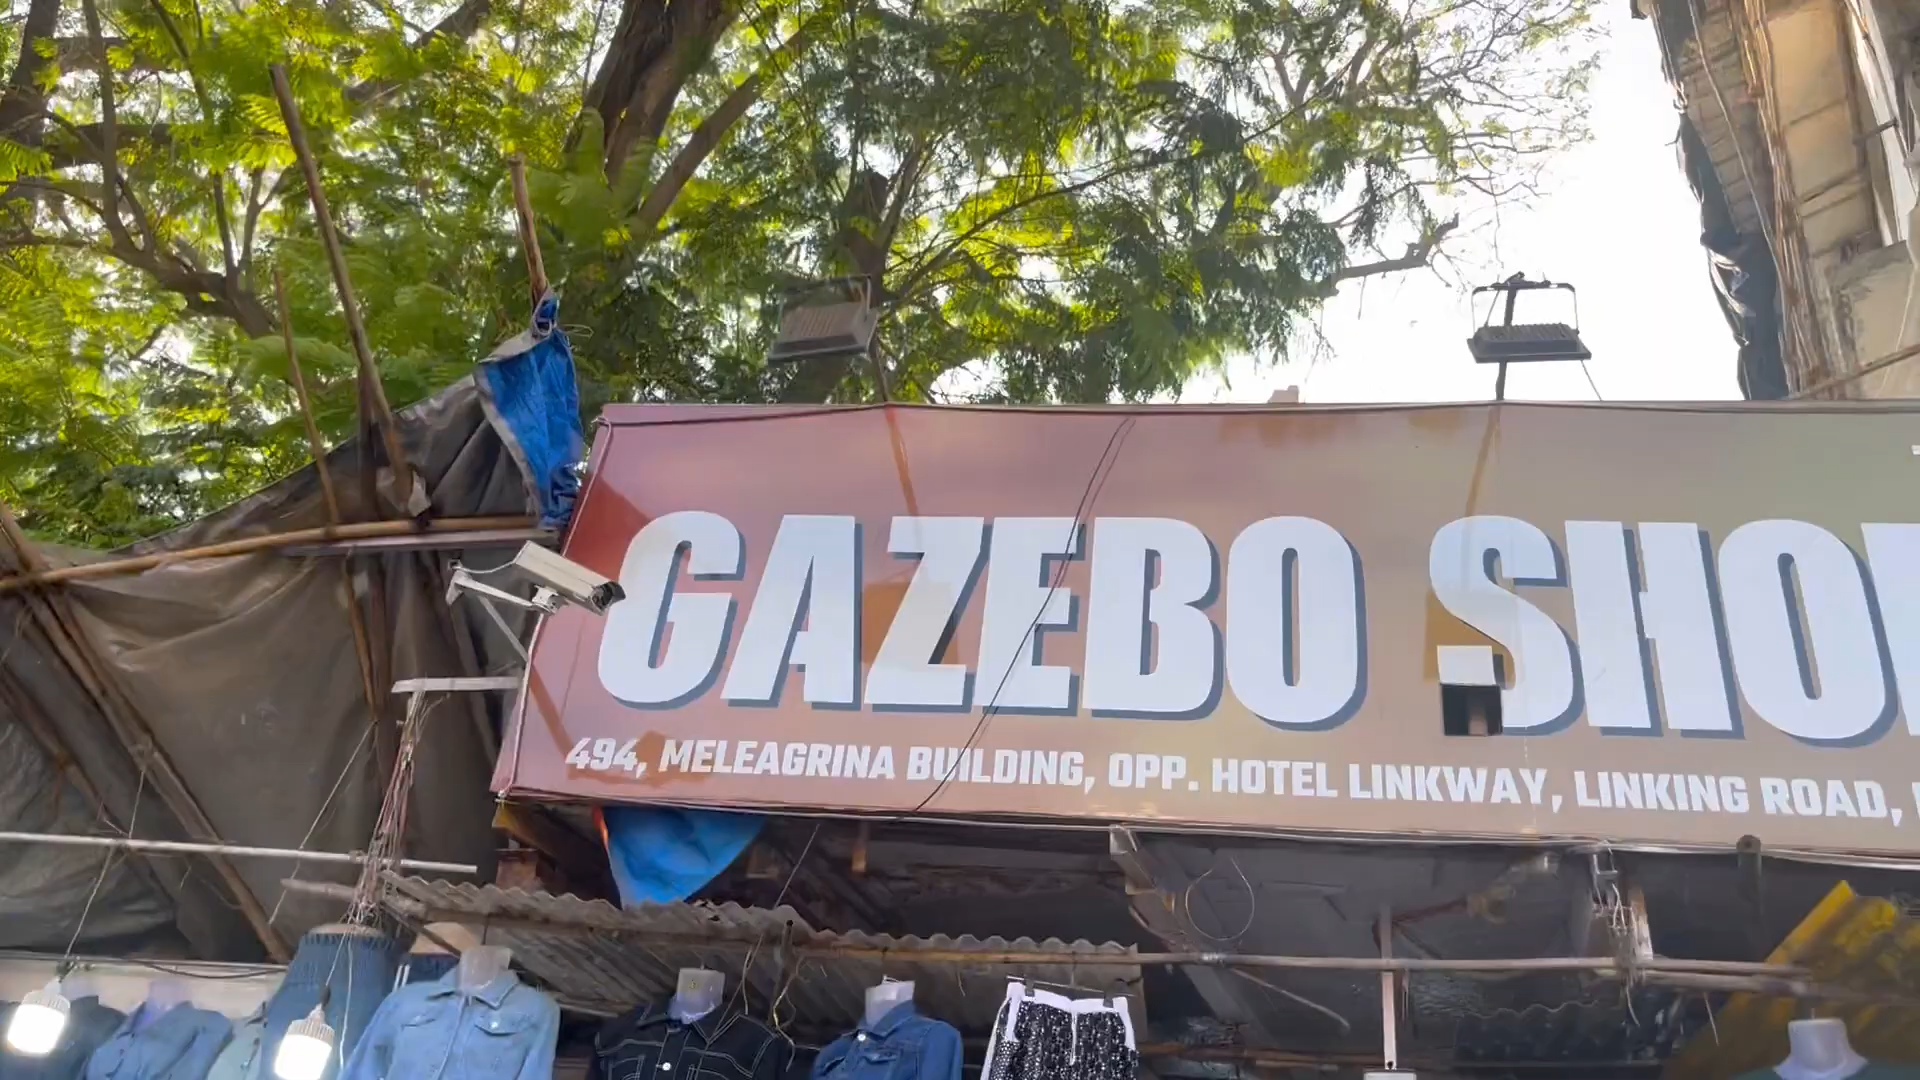 GAZEBO SHO
494, MELEAGRINA BUILDING, OPP. HOTEL LINKWAY, LINKING ROAD,